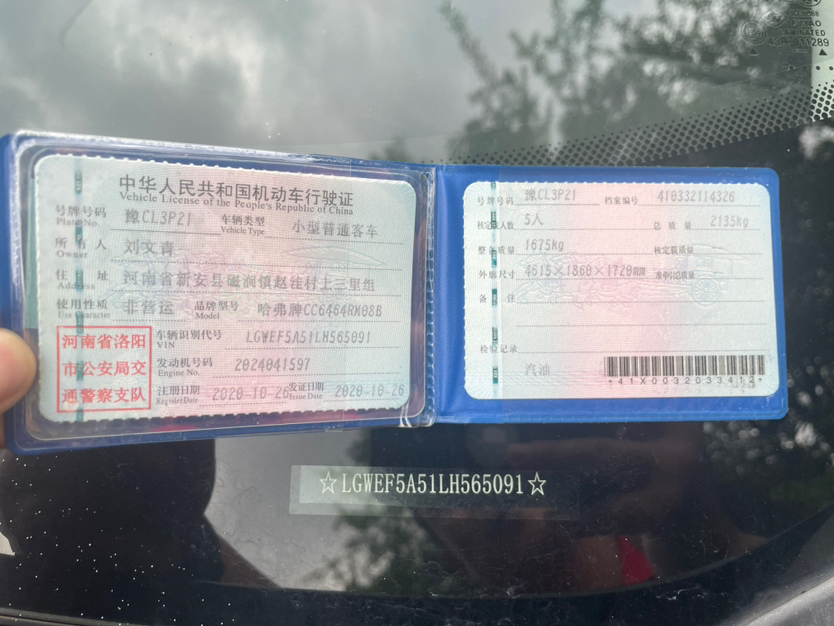 中华人民共和国机动车行驶证
Vehicle License of the People's Republic of China
号牌号码 豫CL3P21 车辆类型 小型普通客车
Plate No. Vehicle Type
所有人 刘文青
Owner
住址 河南省新安县磁涧镇赵洼村上三里组
Address
使用性质 非营运 品牌型号 哈弗牌CC6464RM08B
Use Character Model
河南省洛阳
市公安局交
通警察支队
车辆识别代号 LGWEF5A51LH565091
VIN
发动机号码 2024041597
Engine No.
注册日期 2020-10-26 发证日期 2020-10-26
Register Date Issue Date
号牌号码 豫CL3P21 档案编号 410332114326
核定载人数 5人 总质量 2135kg
整备质量 1675kg 核定载质量
外廓尺寸 4615×1860×1720mm 准牵引总质量
备注
检验记录
汽油
*41X0032033412*
☆LGWEF5A51LH565091☆